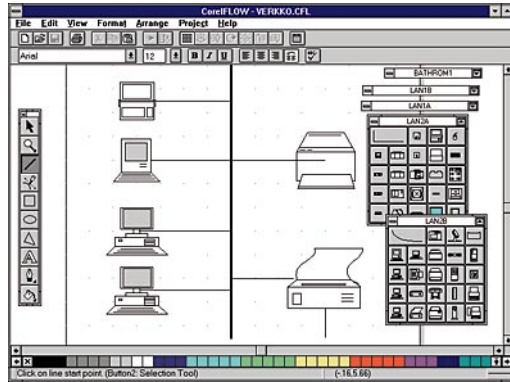 CorelFLOW - VERKKO.CFL
File Edit View Format Arrange Project Help
Arial 12 B I U
BATHROM1
LAN1B
LAN1A
LAN2A
LAN2B
Click on line start point. (Button2: Selection Tool) (-.16,5.66)